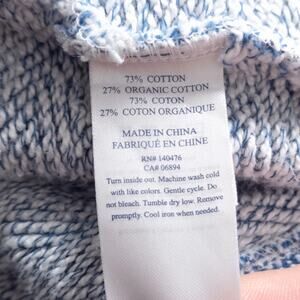 73% COTTON
27% ORGANIC COTTON
73% COTON
27% COTON ORGANIQUE
MADE IN CHINA
FABRIQUÉ EN CHINE
RN# 140476
CA# 06894
Turn inside out. Machine wash cold
with like colors. Gentle cycle. Do
not bleach. Tumble dry low. Remove
promptly. Cool iron when needed.